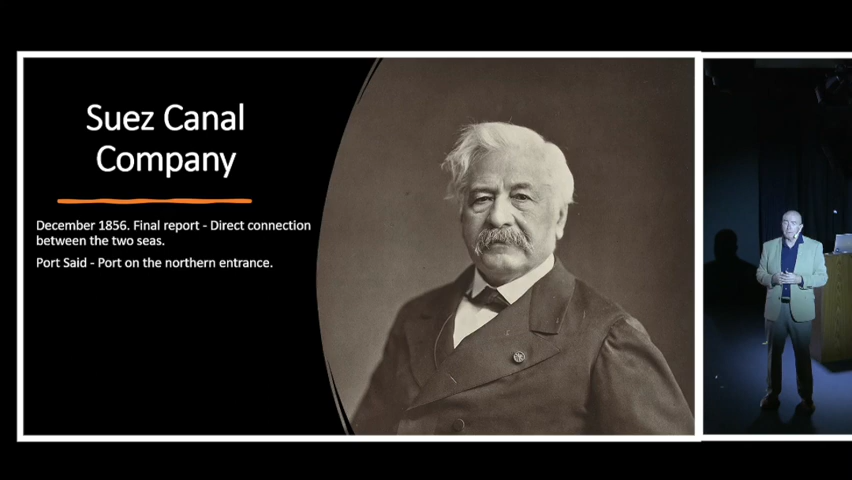 Suez Canal
Company
December 1856. Final report - Direct connection
between the two seas.
Port Said - Port on the northern entrance.